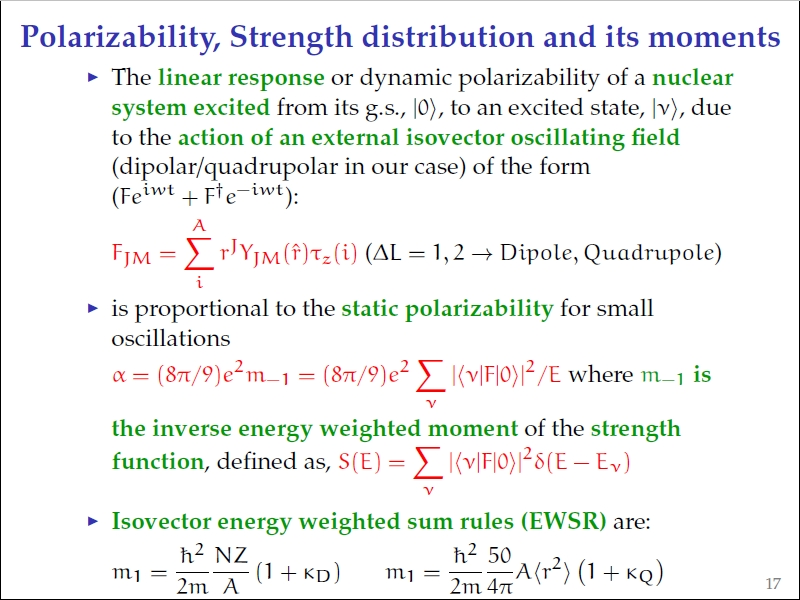 Polarizability, Strength distribution and its moments
▶ The linear response or dynamic polarizability of a nuclear
system excited from its g.s., |0⟩, to an excited state, |ν⟩, due
to the action of an external isovector oscillating field
(dipolar/quadrupolar in our case) of the form
(Fe^{iwt} + F^†e^{−iwt}):
F_{JM} = ∑_{i}^{A} r^J Y_{JM}(r̂)τ_z(i) (ΔL = 1, 2 → Dipole, Quadrupole)
▶ is proportional to the static polarizability for small
oscillations
α = (8π/9)e²m_{−1} = (8π/9)e² ∑_ν |⟨ν|F|0⟩|²/E where m_{−1} is
the inverse energy weighted moment of the strength
function, defined as, S(E) = ∑_ν |⟨ν|F|0⟩|²δ(E − E_ν)
▶ Isovector energy weighted sum rules (EWSR) are:
m_1 = ħ²/2m NZ/A (1 + κ_D) m_1 = ħ²/2m 50/4π A⟨r²⟩ (1 + κ_Q)
17